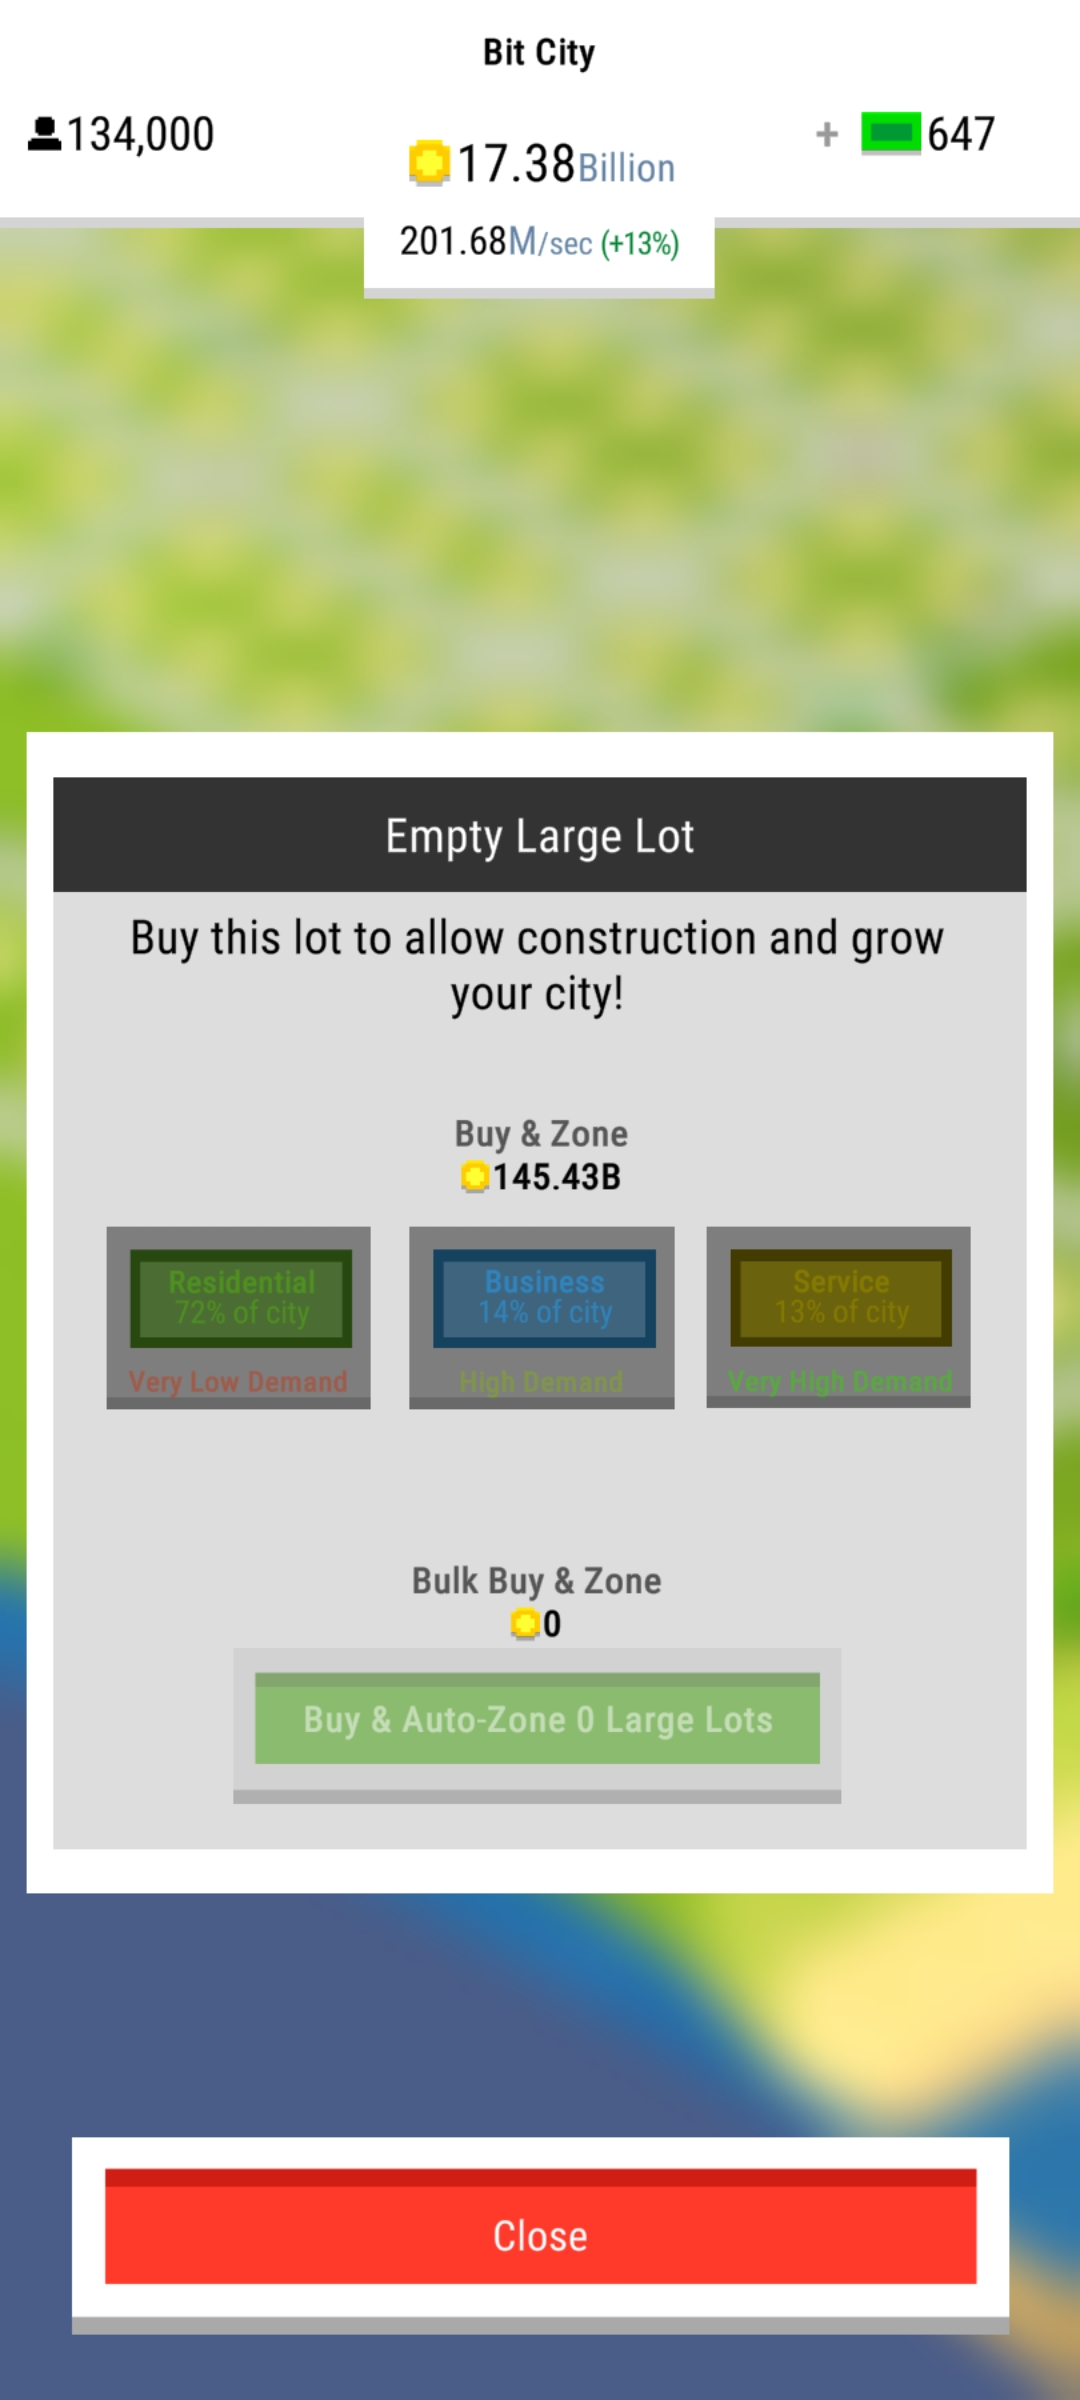 Bit City
134,000
17.38Billion
+ 647
201.68M/sec (+13%)
Empty Large Lot
Buy this lot to allow construction and grow
your city!
Buy & Zone
145.43B
Residential
72% of city
Very Low Demand
Business
14% of city
High Demand
Service
13% of city
Very High Demand
Bulk Buy & Zone
0
Buy & Auto-Zone 0 Large Lots
Close